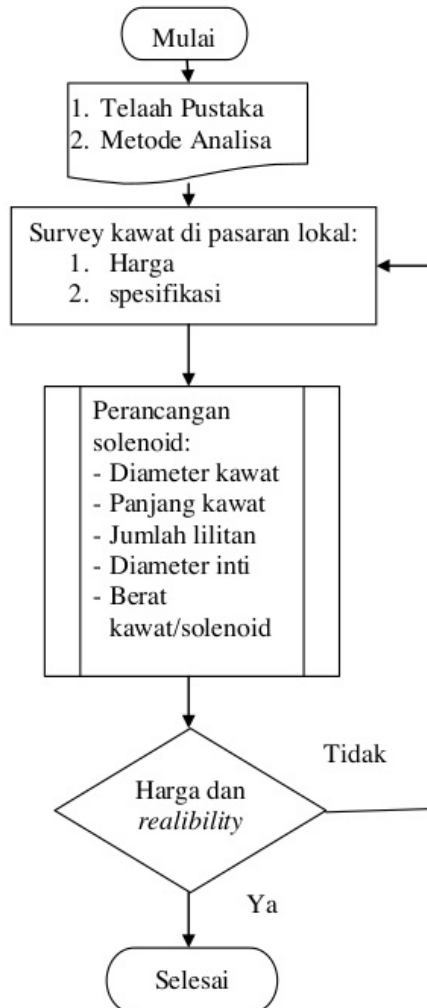 Mulai
1. Telaah Pustaka
2. Metode Analisa
Survey kawat di pasaran lokal:
1. Harga
2. spesifikasi
Perancangan
solenoid:
- Diameter kawat
- Panjang kawat
- Jumlah lilitan
- Diameter inti
- Berat
kawat/solenoid
Tidak
Harga dan
realibility
Ya
Selesai